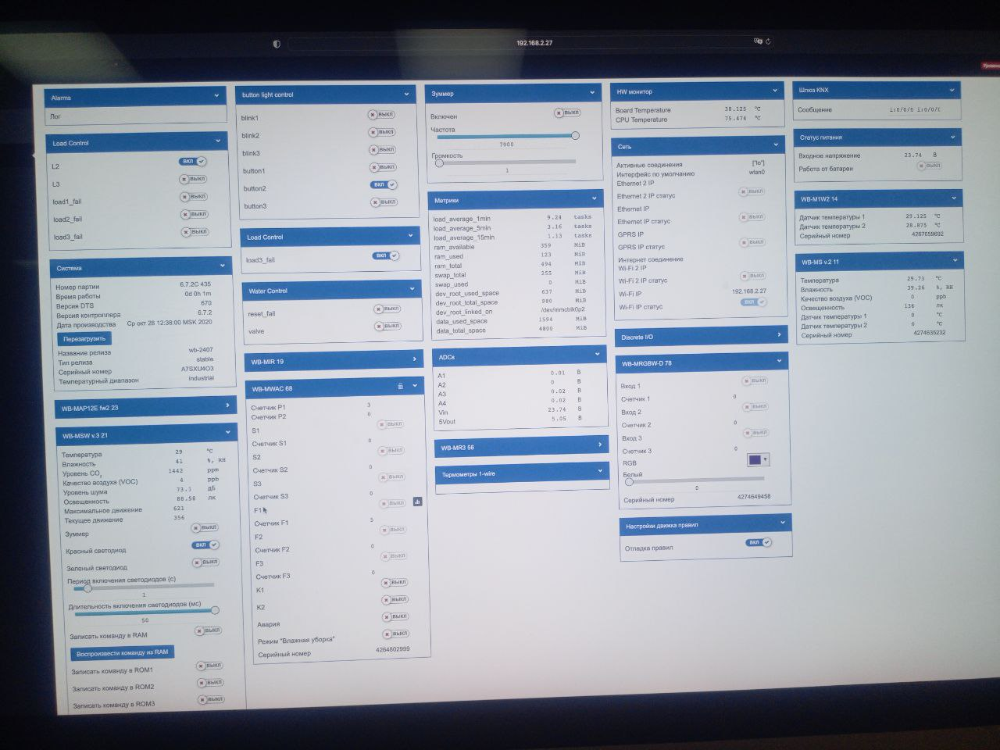 192.168.2.27
Alarms
Лог
Load Control
L2 ВКЛ
L3 ВЫКЛ
load1_fail ВЫКЛ
load2_fail ВЫКЛ
load3_fail ВЫКЛ
Система
Номер партии 6.7.2C 435
Время работы 0d 0h 1m
Версия DTS 670
Версия контроллера 6.7.2
Дата производства Ср окт 28 12:38:00 MSK 2020
Перезагрузить
Название релиза wb-2407
Тип релиза stable
Серийный номер A7SXU4O3
Температурный диапазон industrial
WB-MAP12E fw2 23
WB-MSW v.3 21
Температура 29 °C
Влажность 41 %, RH
Уровень CO2 1442 ppm
Качество воздуха (VOC) 4 ppb
Уровень шума 73.1 дБ
Освещенность 88.58 лк
Максимальное движение 621
Текущее движение 356
Зуммер ВЫКЛ
Красный светодиод ВКЛ
Зеленый светодиод ВЫКЛ
Период включения светодиодов (с)
1
Длительность включения светодиодов (мс)
50
Записать команду в RAM ВЫКЛ
Воспроизвести команду из RAM
Записать команду в ROM1 ВЫКЛ
Записать команду в ROM2 ВЫКЛ
Записать команду в ROM3 ВЫКЛ
button light control
blink1 ВЫКЛ
blink2 ВЫКЛ
blink3 ВЫКЛ
button1 ВЫКЛ
button2 ВКЛ
button3 ВЫКЛ
Load Control
load3_fail ВКЛ
Water Control
reset_fail ВЫКЛ
valve ВЫКЛ
WB-MIR 19
WB-MWAC 68
Счетчик P1 3
Счетчик P2 0
S1 ВЫКЛ
Счетчик S1 0
S2 ВЫКЛ
Счетчик S2 0
S3 ВЫКЛ
Счетчик S3 0
F1 ВЫКЛ
Счетчик F1 5
F2 ВЫКЛ
Счетчик F2 0
F3 ВЫКЛ
Счетчик F3 0
K1 ВЫКЛ
K2 ВЫКЛ
Авария ВЫКЛ
Режим "Влажная уборка" ВЫКЛ
Серийный номер 4264802999
Зуммер
Включен ВЫКЛ
Частота
7000
Громкость
1
Метрики
load_average_1min 9.24 tasks
load_average_5min 3.16 tasks
load_average_15min 1.13 tasks
ram_available 359 MiB
ram_used 123 MiB
ram_total 494 MiB
swap_total 255 MiB
swap_used 0 MiB
dev_root_used_space 637 MiB
dev_root_total_space 980 MiB
dev_root_linked_on /dev/mmcblk0p2
data_used_space 1594 MiB
data_total_space 4800 MiB
ADCs
A1 0.01 В
A2 0 В
A3 0.02 В
A4 0.02 В
Vin 23.74 В
5Vout 5.05 В
WB-MR3 56
Термометры 1-wire
HW монитор
Board Temperature 38.125 °C
CPU Temperature 75.474 °C
Сеть
Активные соединения ["lo"]
Интерфейс по умолчанию wlan0
Ethernet 2 IP
Ethernet 2 IP статус ВЫКЛ
Ethernet IP
Ethernet IP статус ВЫКЛ
GPRS IP
GPRS IP статус ВЫКЛ
Интернет соединение
Wi-Fi 2 IP
Wi-Fi 2 IP статус ВЫКЛ
Wi-Fi IP 192.168.2.27
Wi-Fi IP статус ВКЛ
Discrete I/O
WB-MRGBW-D 78
Вход 1 ВЫКЛ
Счетчик 1 0
Вход 2 ВЫКЛ
Счетчик 2 0
Вход 3 ВЫКЛ
Счетчик 3 0
RGB
Белый
0
Серийный номер 4274649458
Настройки движка правил
Отладка правил ВКЛ
Шлюз KNX
Сообщение
Статус питания
Входное напряжение 23.74 В
Работа от батареи ВЫКЛ
WB-M1W2 14
Датчик температуры 1 29.125 °C
Датчик температуры 2 28.875 °C
Серийный номер 4267659692
WB-MS v.2 11
Температура 29.73 °C
Влажность 39.26 %, RH
Качество воздуха (VOC) 0 ppb
Освещенность 136 лк
Датчик температуры 1 0 °C
Датчик температуры 2 0 °C
Серийный номер 4274635232